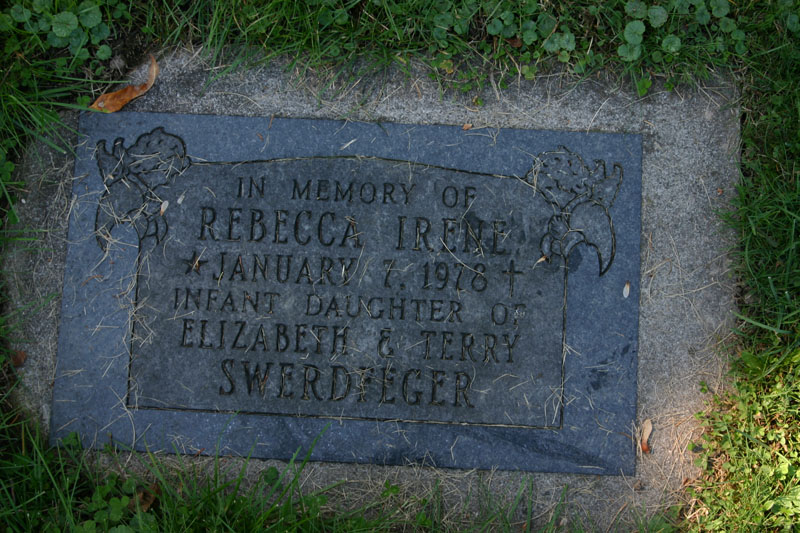 IN MEMORY OF
REBECCA IRENE
★ JANUARY 7, 1978 ✝
INFANT DAUGHTER OF
ELIZABETH & TERRY
SWERDFEGER